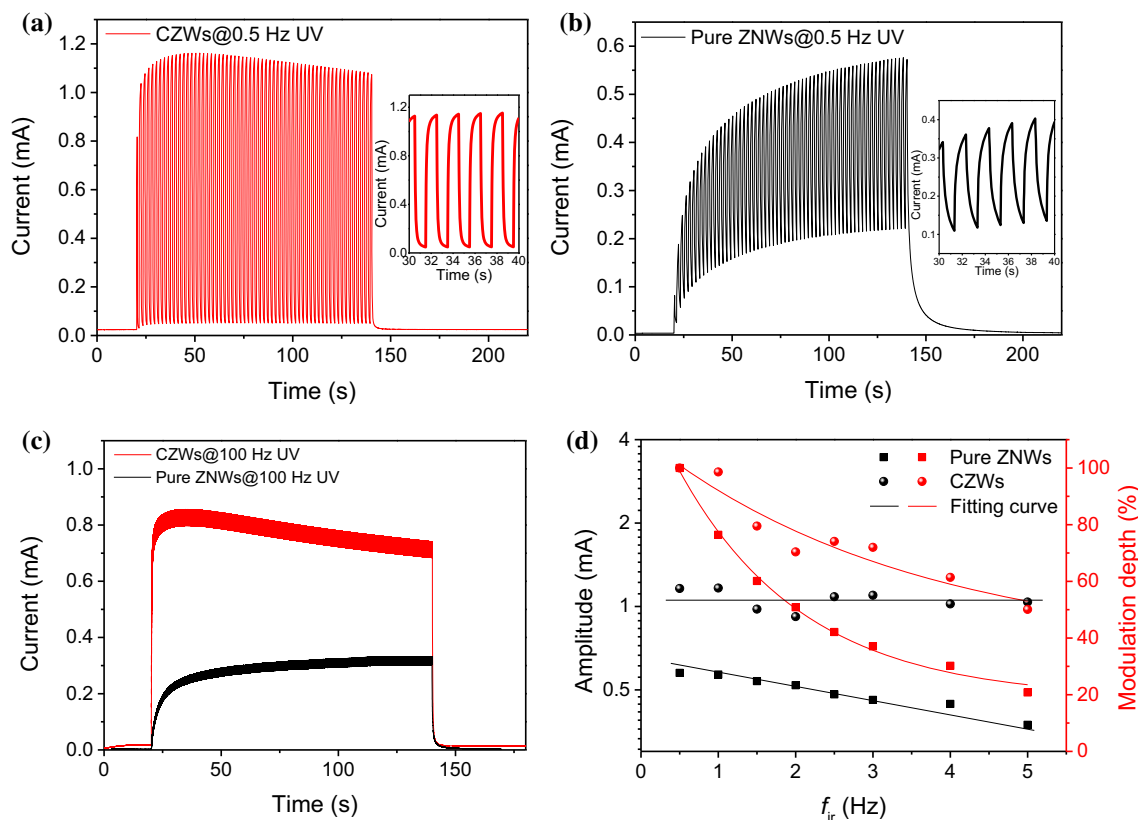 (a)
CZWs@0.5 Hz UV
Current (mA)
1.2
1.0
0.8
0.6
0.4
0.2
0.0
0 50 100 150 200
Time (s)
Current (mA)
1.2
0.6
0.0
30 32 34 36 38 40
Time (s)
(b)
Pure ZNWs@0.5 Hz UV
Current (mA)
0.6
0.5
0.4
0.3
0.2
0.1
0.0
0 50 100 150 200
Time (s)
Current (mA)
0.4
0.3
0.2
0.1
30 32 34 36 38 40
Time (s)
(c)
CZWs@100 Hz UV
Pure ZNWs@100 Hz UV
Current (mA)
1.0
0.8
0.6
0.4
0.2
0.0
0 50 100 150
Time (s)
(d)
Pure ZNWs
CZWs
Fitting curve
Amplitude (mA)
4
2
1
0.5
0 1 2 3 4 5
f_ir (Hz)
Modulation depth (%)
100
80
60
40
20
0